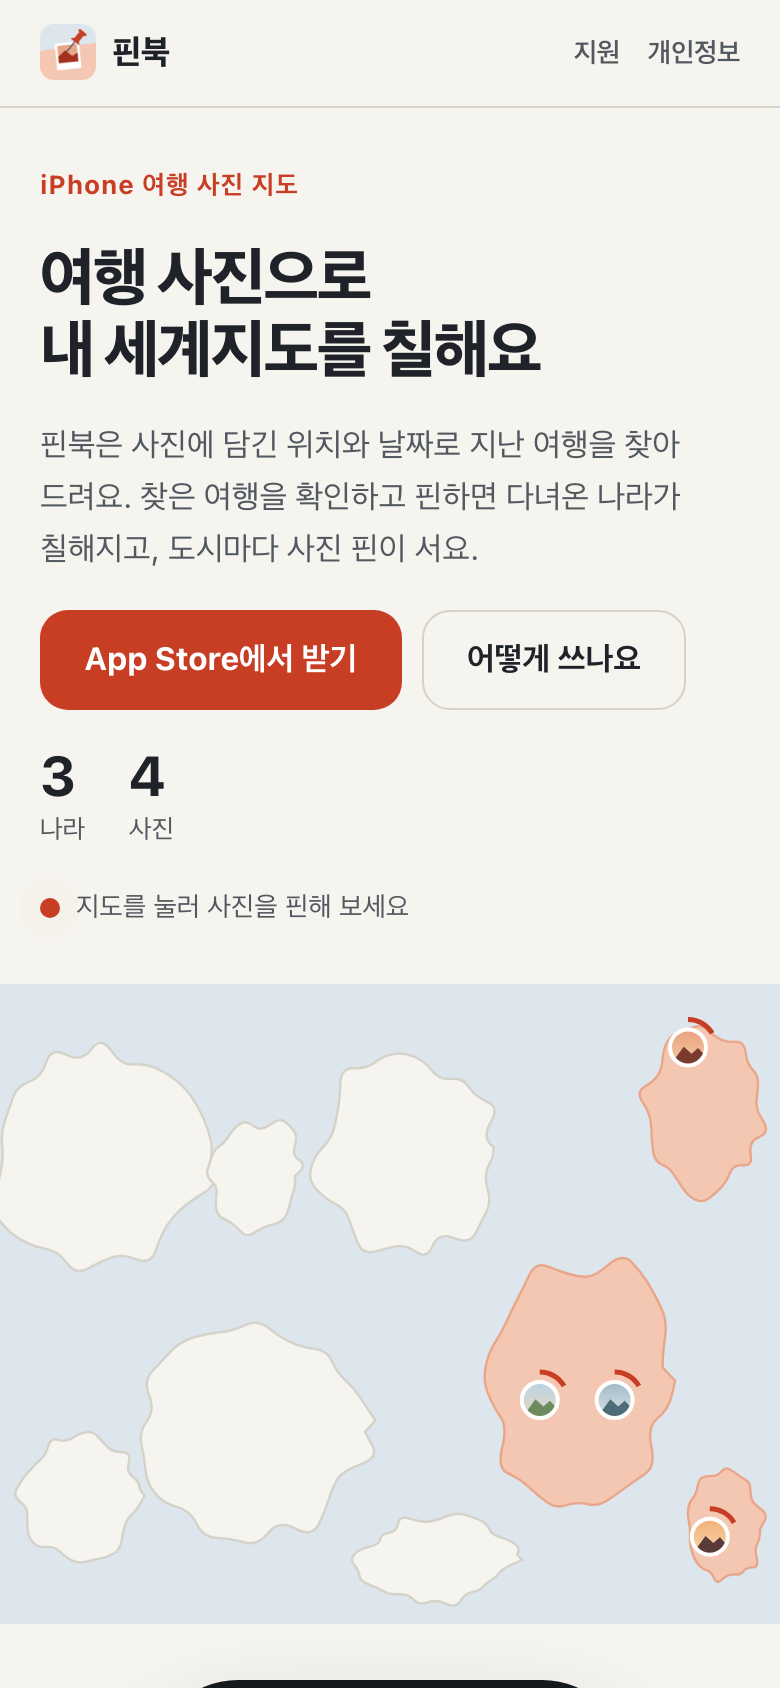 핀북
지원 개인정보
iPhone 여행 사진 지도
여행 사진으로
내 세계지도를 칠해요
핀북은 사진에 담긴 위치와 날짜로 지난 여행을 찾아
드려요. 찾은 여행을 확인하고 핀하면 다녀온 나라가
칠해지고, 도시마다 사진 핀이 서요.
App Store에서 받기
어떻게 쓰나요
3 4
나라 사진
지도를 눌러 사진을 핀해 보세요